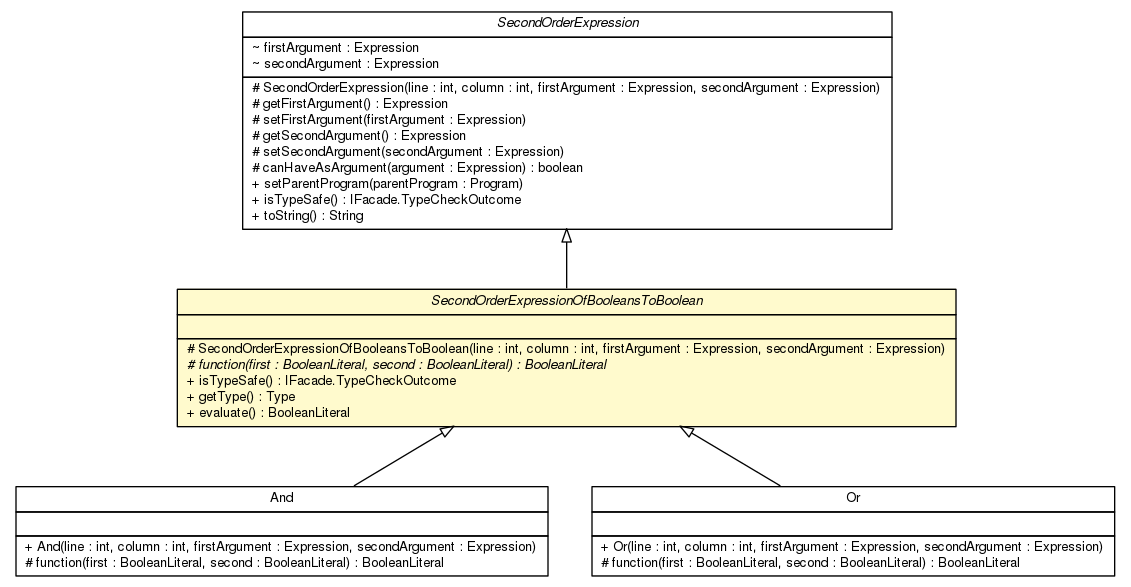 SecondOrderExpression
~ firstArgument : Expression
~ secondArgument : Expression
# SecondOrderExpression(line : int, column : int, firstArgument : Expression, secondArgument : Expression)
# getFirstArgument() : Expression
# setFirstArgument(firstArgument : Expression)
# getSecondArgument() : Expression
# setSecondArgument(secondArgument : Expression)
# canHaveAsArgument(argument : Expression) : boolean
+ setParentProgram(parentProgram : Program)
+ isTypeSafe() : IFacade.TypeCheckOutcome
+ toString() : String
SecondOrderExpressionOfBooleansToBoolean
# SecondOrderExpressionOfBooleansToBoolean(line : int, column : int, firstArgument : Expression, secondArgument : Expression)
# function(first : BooleanLiteral, second : BooleanLiteral) : BooleanLiteral
+ isTypeSafe() : IFacade.TypeCheckOutcome
+ getType() : Type
+ evaluate() : BooleanLiteral
And
+ And(line : int, column : int, firstArgument : Expression, secondArgument : Expression)
# function(first : BooleanLiteral, second : BooleanLiteral) : BooleanLiteral
Or
+ Or(line : int, column : int, firstArgument : Expression, secondArgument : Expression)
# function(first : BooleanLiteral, second : BooleanLiteral) : BooleanLiteral